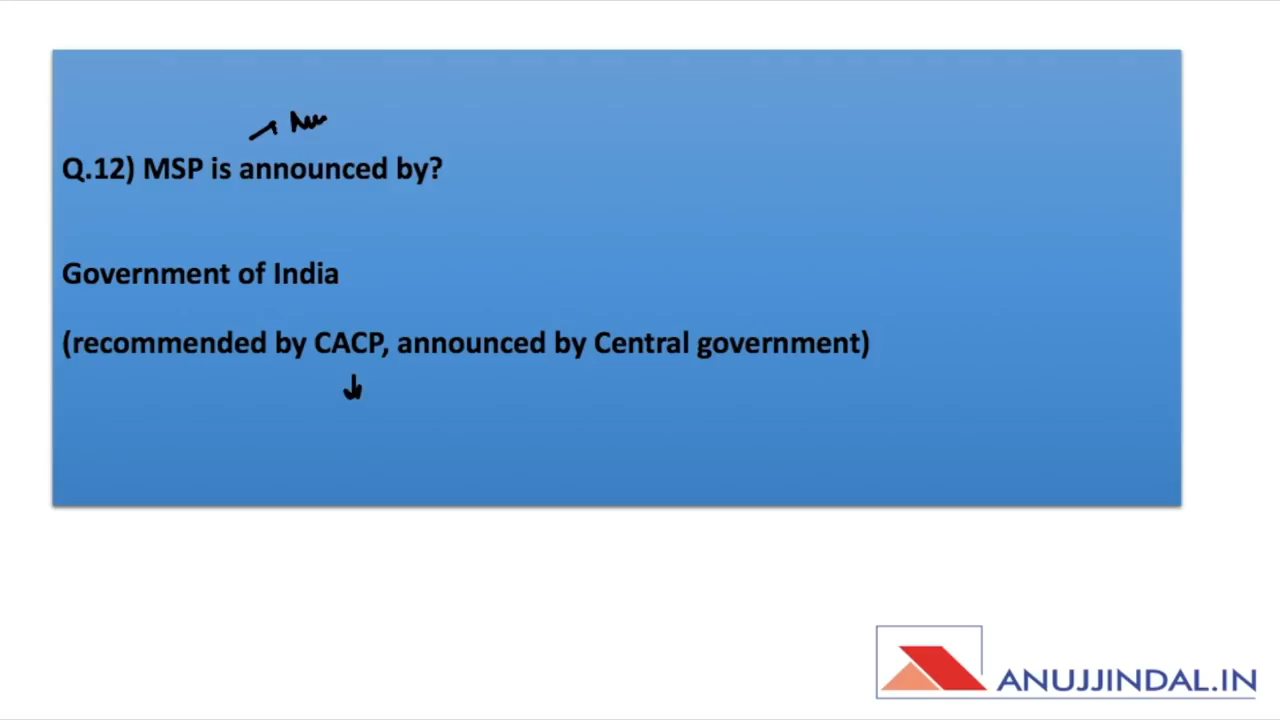 Q.12) MSP is announced by?
Government of India
(recommended by CACP, announced by Central government)
ANUJJINDAL.IN